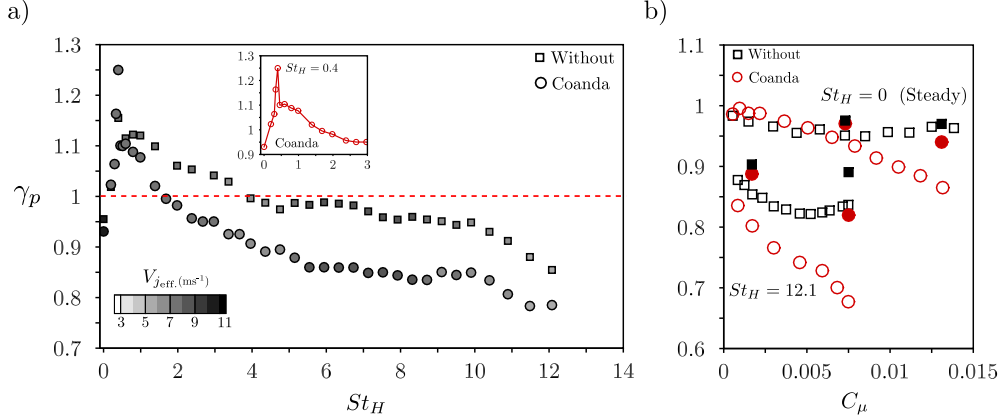 a)
1.3
1.2
1.1
1
0.9
0.8
0.7
γp
0 2 4 6 8 10 12 14
StH
Without
Coanda
1.3
1.2
1.1
1
0.9
0 1 2 3
StH = 0.4
Coanda
Vjeff.(ms-1)
3 5 7 9 11
b)
1.1
1
0.9
0.8
0.7
0.6
0 0.005 0.01 0.015
Cμ
Without
Coanda
StH = 0 (Steady)
StH = 12.1